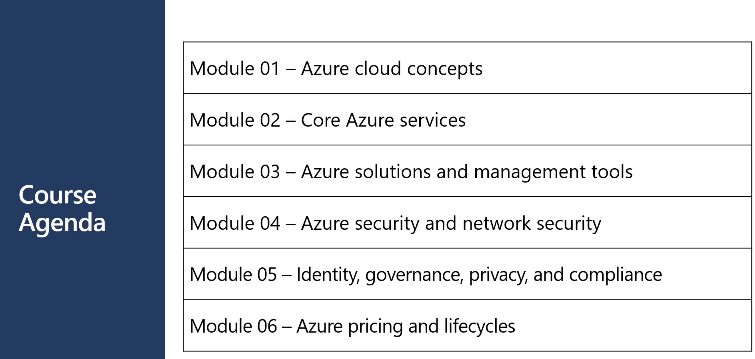 Course
Agenda
Module 01 – Azure cloud concepts
Module 02 – Core Azure services
Module 03 – Azure solutions and management tools
Module 04 – Azure security and network security
Module 05 – Identity, governance, privacy, and compliance
Module 06 – Azure pricing and lifecycles